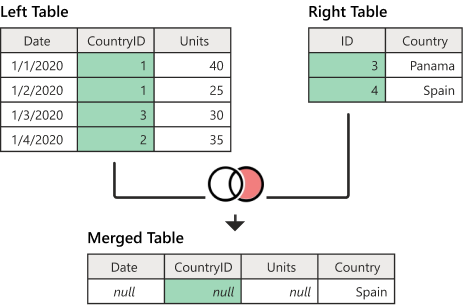 Left Table
Date CountryID Units
1/1/2020 1 40
1/2/2020 1 25
1/3/2020 3 30
1/4/2020 2 35
Right Table
ID Country
3 Panama
4 Spain
Merged Table
Date CountryID Units Country
null null null Spain